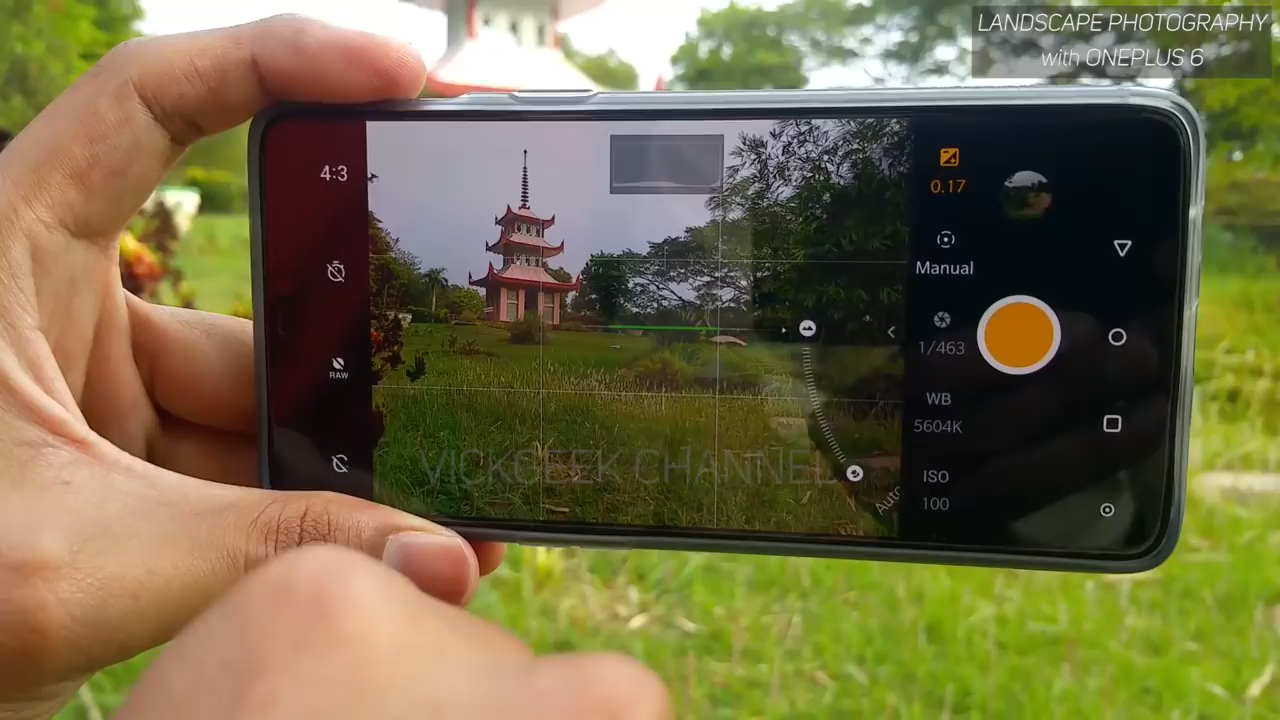 LANDSCAPE PHOTOGRAPHY
with ONEPLUS 6
4:3
RAW
0.17
Manual
1/463
WB
5604K
ISO
100
Auto
VICKGEEK CHANNEL